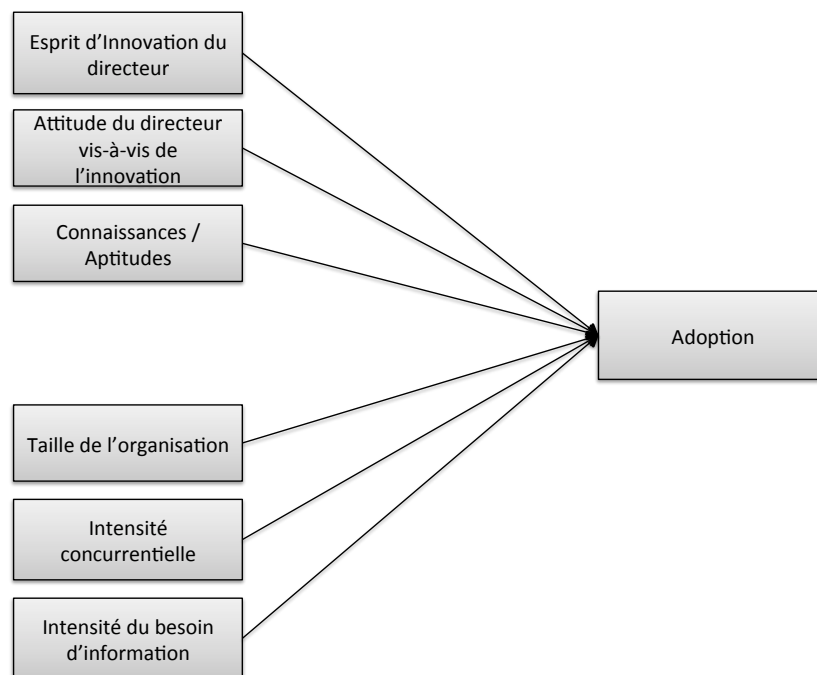 Esprit d’Innovation du
directeur
Attitude du directeur
vis-à-vis de
l’innovation
Connaissances /
Aptitudes
Adoption
Taille de l’organisation
Intensité
concurrentielle
Intensité du besoin
d’information